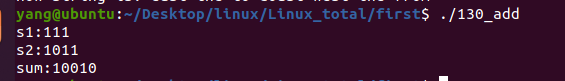 yang@ubuntu:~/Desktop/linux/Linux_total/first$ ./130_add
s1:111
s2:1011
sum:10010